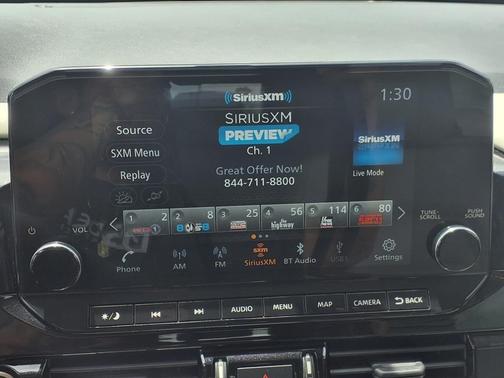 SiriusXM
1:30
SIRIUSXM
PREVIEW
Ch. 1
Source
SXM Menu
Replay
Great Offer Now!
844-711-8800
SiriusXM
Live Mode
1 2
2 8
3 25
4 56
the highway
5 114
6 80
VOL
TUNE-SCROLL
PUSH SOUND
Phone
AM
FM
SXM
SiriusXM
BT Audio
USB1
Settings
AUDIO
MENU
MAP
CAMERA
BACK